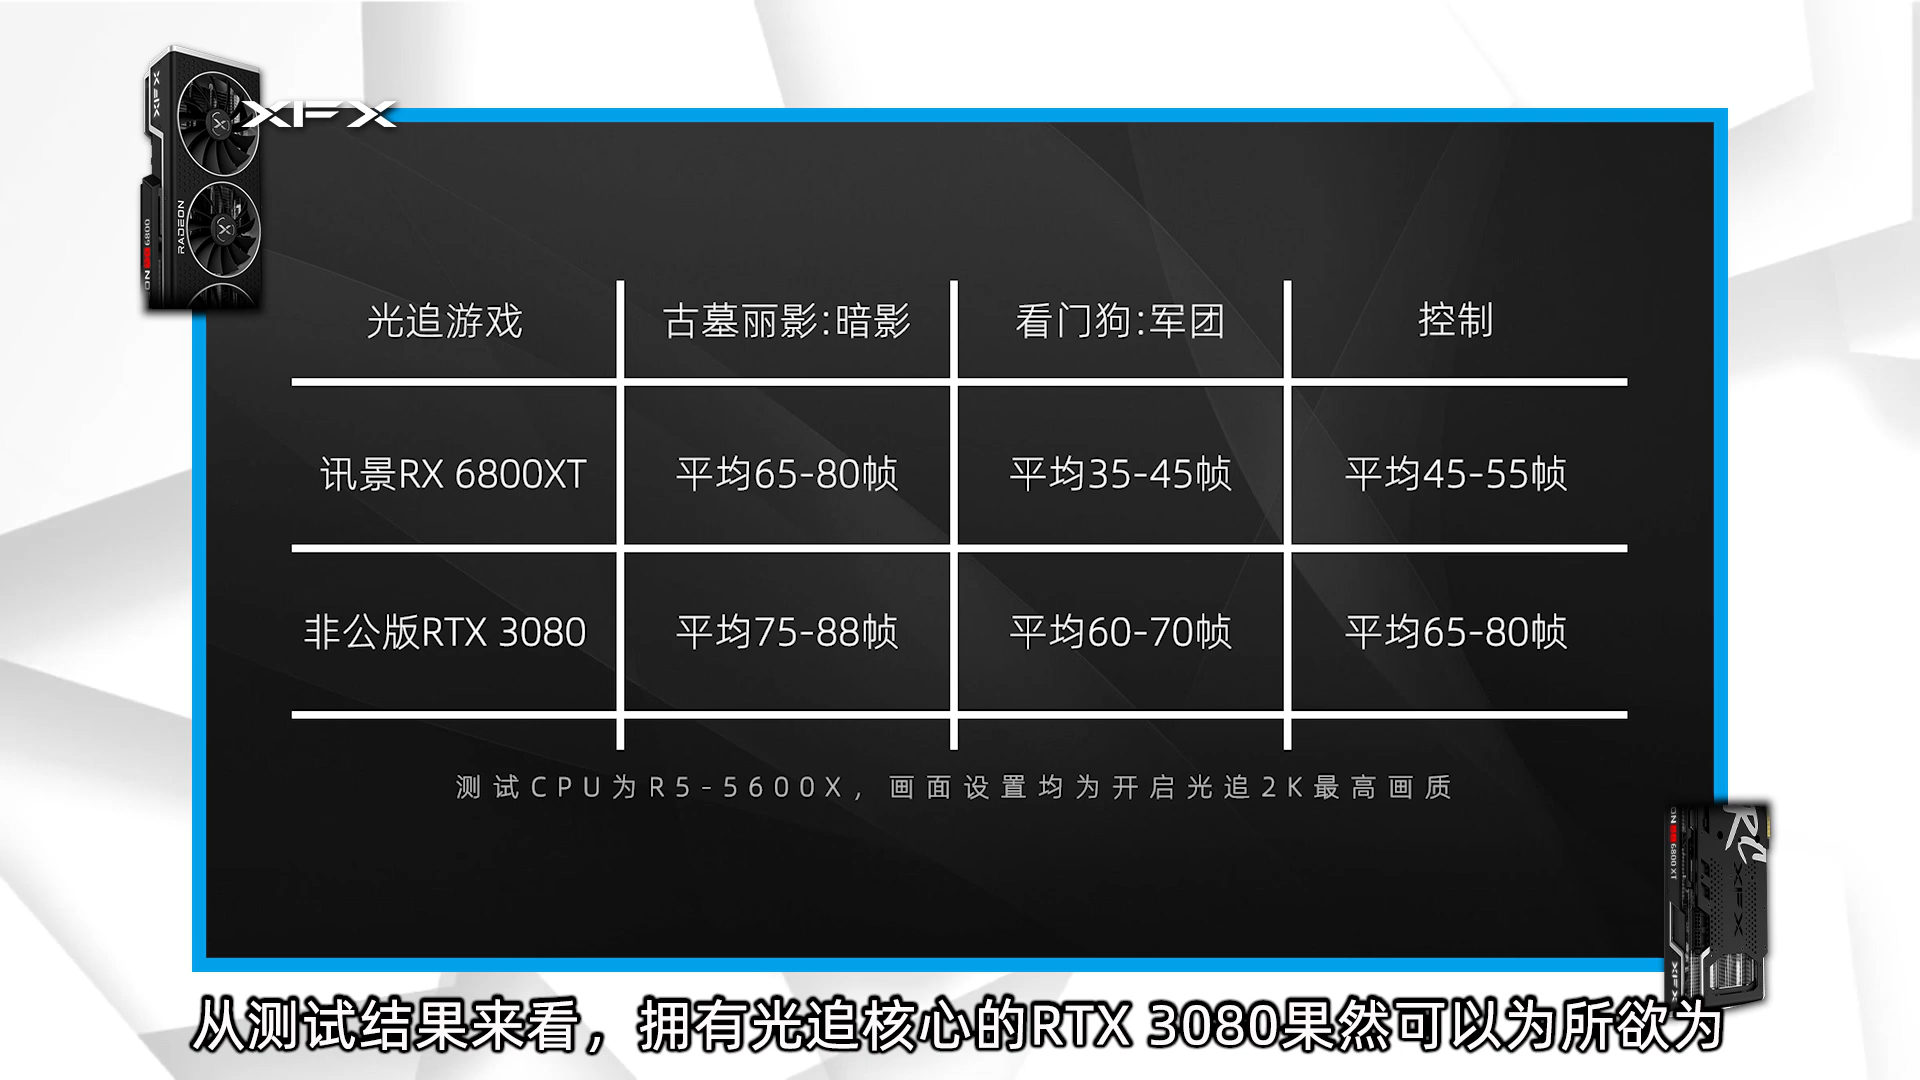 XFX
XFX
RADEON
6800
光追游戏 古墓丽影:暗影 看门狗:军团 控制
讯景RX 6800XT 平均65-80帧 平均35-45帧 平均45-55帧
非公版RTX 3080 平均75-88帧 平均60-70帧 平均65-80帧
测试CPU为R5-5600X，画面设置均为开启光追2K最高画质
6800XT
XFX
从测试结果来看，拥有光追核心的RTX 3080果然可以为所欲为